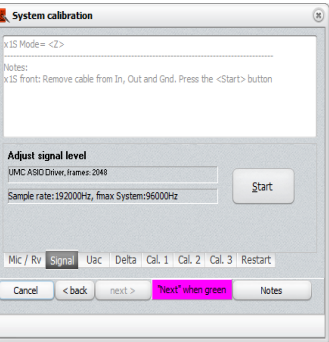 System calibration
x1S Mode= <Z>
Notes:
x1S front: Remove cable from In, Out and Gnd. Press the <Start> button
Adjust signal level
UMC ASIO Driver, frames: 2048
Start
Sample rate:192000Hz, fmax System:96000Hz
Mic / Rv Signal Uac Delta Cal. 1 Cal. 2 Cal. 3 Restart
Cancel < back next > "Next" when green Notes